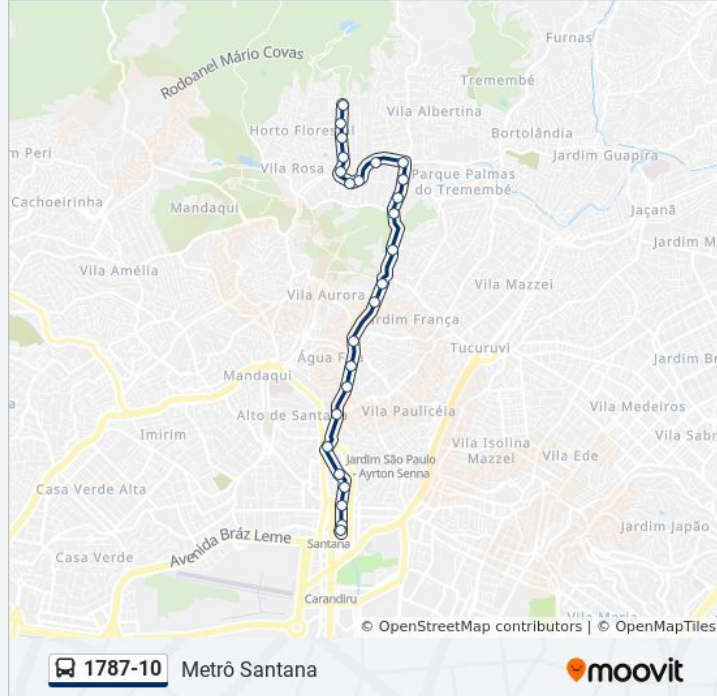 Furnas
Rodoanel Mário Covas
Tremembé
Vila Albertina
Horto Florestal
Bortolândia
m Peri
Jardim Guapira
Vila Rosa
Parque Palmas
do Tremembé
Cachoeirinha
Mandaqui
Jaçanã
Jardim M
Vila Amélia
Vila Mazzei
Vila Aurora
Jardim França
Tucuruvi
Água Fria
Jardim Br
Mandaqui
Vila Medeiros
Alto de Santana
Vila Paulicéia
Imirim
Vila Sabr
Vila Isolina
Mazzei
Vila Ede
Jardim São Paulo
- Ayrton Senna
Casa Verde Alta
Jardim Japão
Avenida Bráz Leme
Santana
Casa Verde
Carandiru
Vila Maria
© OpenStreetMap contributors | © OpenMapTiles
1787-10 Metrô Santana
moovit